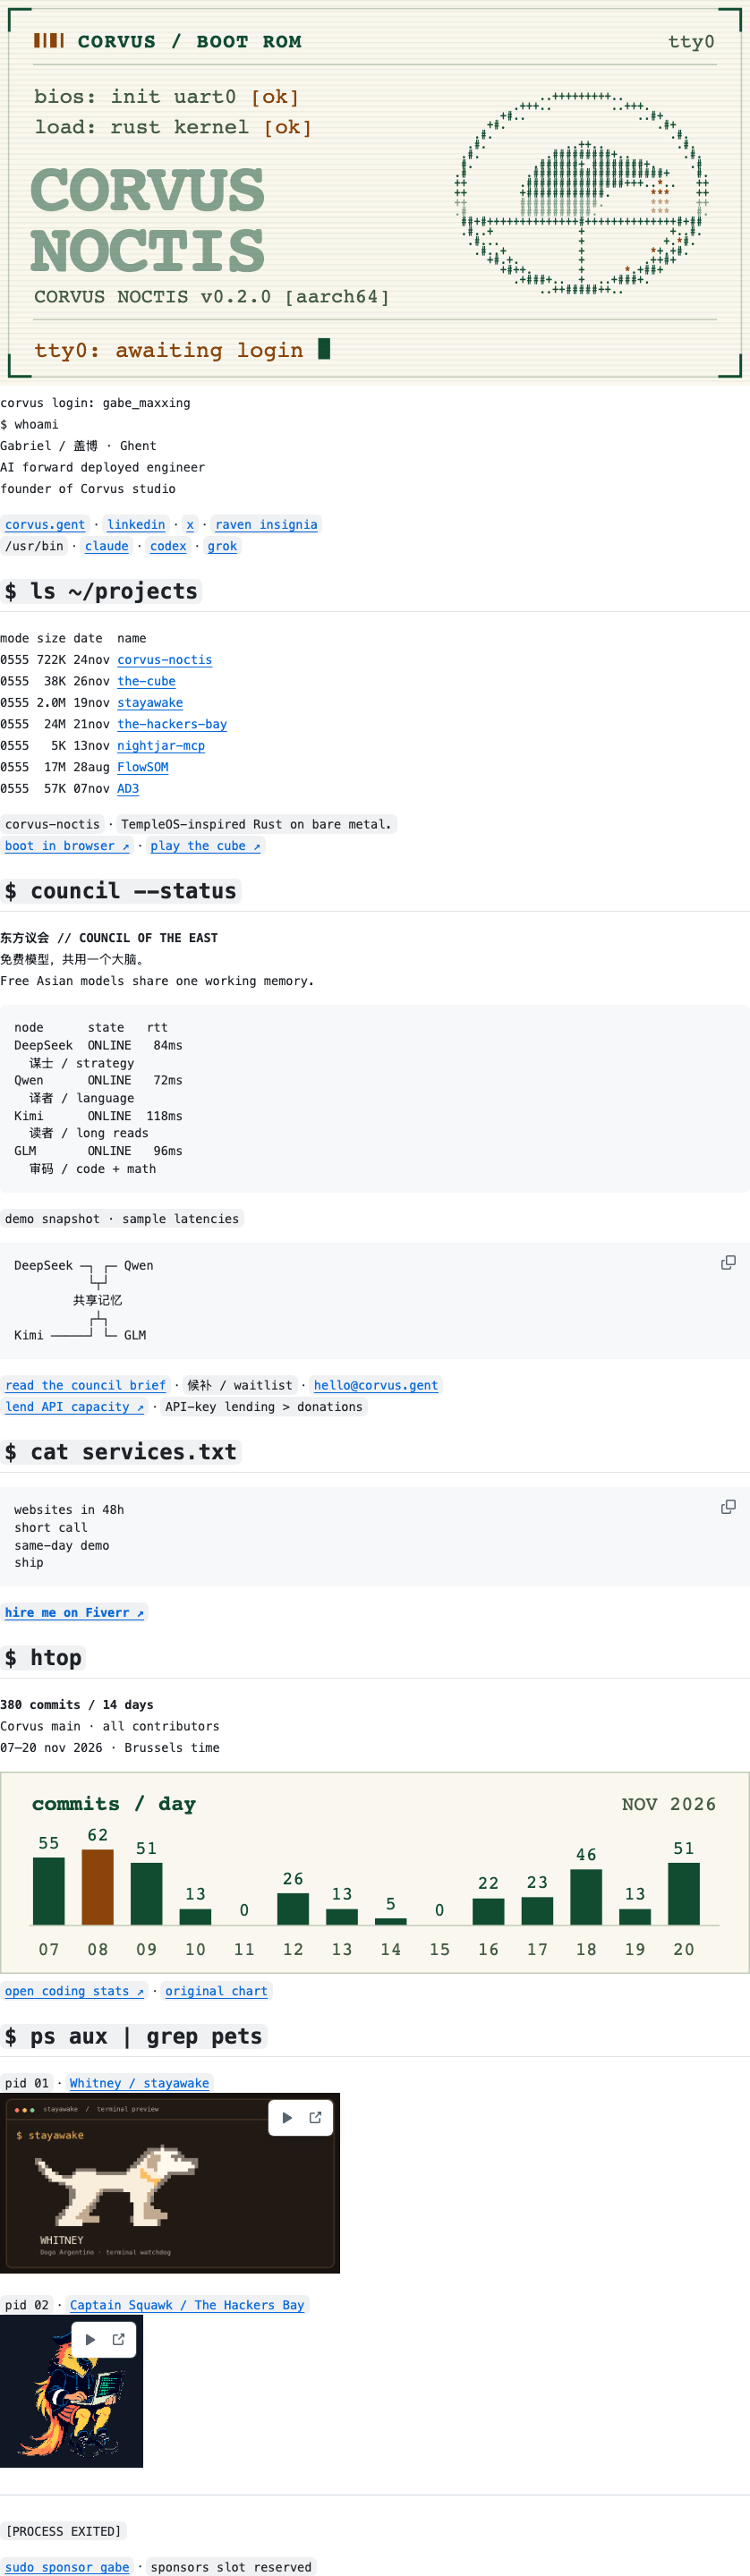 CORVUS / BOOT ROM
tty0
bios: init uart0 [ok]
load: rust kernel [ok]
CORVUS
NOCTIS
CORVUS NOCTIS v0.2.0 [aarch64]
tty0: awaiting login
corvus login: gabe_maxxing
$ whoami
Gabriel / 盖博 · Ghent
AI forward deployed engineer
founder of Corvus studio
corvus.gent · linkedin · x · raven insignia
/usr/bin · claude · codex · grok
$ ls ~/projects
mode size date  name
0555 722K 24nov corvus-noctis
0555  38K 26nov the-cube
0555 2.0M 19nov stayawake
0555  24M 21nov the-hackers-bay
0555   5K 13nov nightjar-mcp
0555  17M 28aug FlowSOM
0555  57K 07nov AD3
corvus-noctis · TempleOS-inspired Rust on bare metal.
boot in browser ↗ · play the cube ↗
$ council --status
东方议会 // COUNCIL OF THE EAST
免费模型，共用一个大脑。
Free Asian models share one working memory.
node      state   rtt
DeepSeek  ONLINE   84ms
谋士 / strategy
Qwen      ONLINE   72ms
译者 / language
Kimi      ONLINE  118ms
读者 / long reads
GLM       ONLINE   96ms
审码 / code + math
demo snapshot · sample latencies
DeepSeek ─┐ ┌─ Qwen
共享记忆
Kimi ─────┘ └─ GLM
read the council brief · 候补 / waitlist · hello@corvus.gent
lend API capacity ↗ · API-key lending > donations
$ cat services.txt
websites in 48h
short call
same-day demo
ship
hire me on Fiverr ↗
$ htop
380 commits / 14 days
Corvus main · all contributors
07–20 nov 2026 · Brussels time
commits / day
NOV 2026
55 62 51 13 0 26 13 5 0 22 23 46 13 51
07 08 09 10 11 12 13 14 15 16 17 18 19 20
open coding stats ↗ · original chart
$ ps aux | grep pets
pid 01 · Whitney / stayawake
stayawake / terminal preview
$ stayawake
WHITNEY
Dogo Argentino · terminal watchdog
pid 02 · Captain Squawk / The Hackers Bay
[PROCESS EXITED]
sudo sponsor gabe · sponsors slot reserved